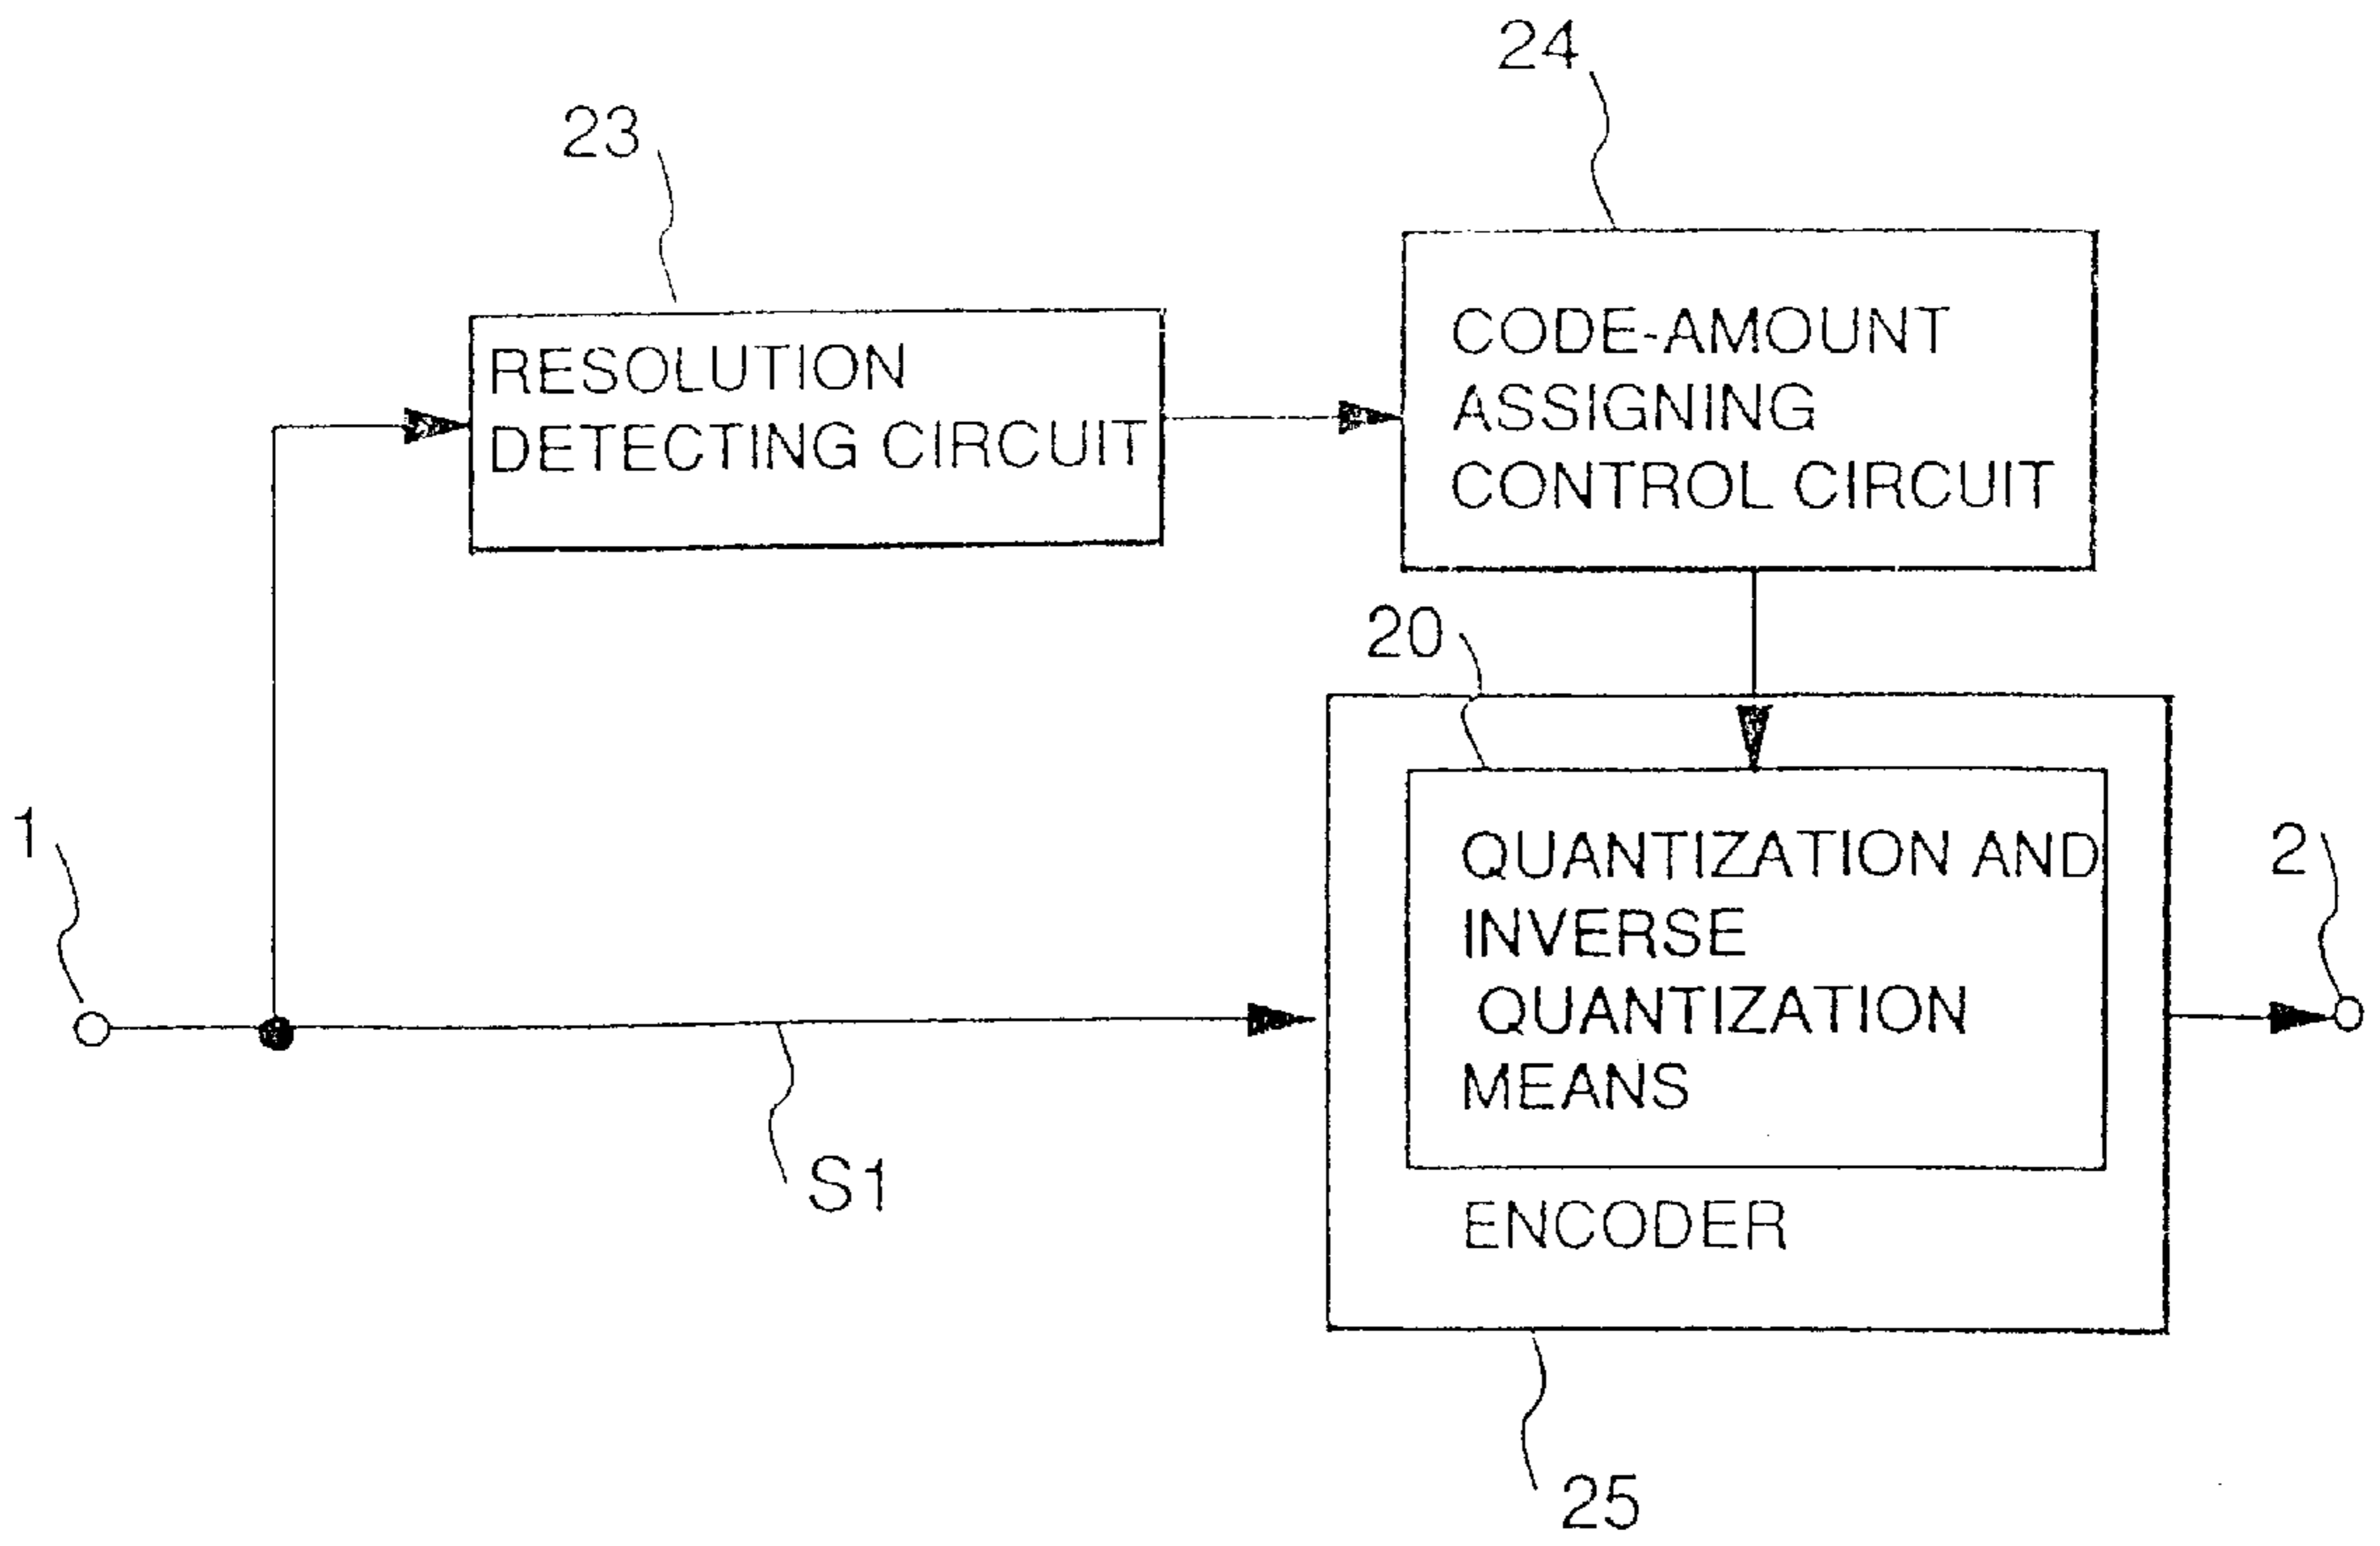 24
23
RESOLUTION
DETECTING CIRCUIT
CODE-AMOUNT
ASSIGNING
CONTROL CIRCUIT
20
1
QUANTIZATION AND
INVERSE
QUANTIZATION
MEANS
2
S1
ENCODER
25